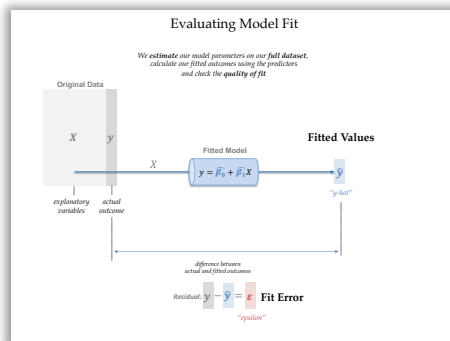 Evaluating Model Fit
We estimate our model parameters on our full dataset,
calculate our fitted outcomes using the predictors
and check the quality of fit
Original Data
X y
Fitted Values
Fitted Model
X
y = β̂₀ + β̂₁X
ŷ
explanatory
variables
actual
outcome
"y-hat"
difference between
actual and fitted outcomes
Residual: y − ŷ = ε Fit Error
"epsilon"